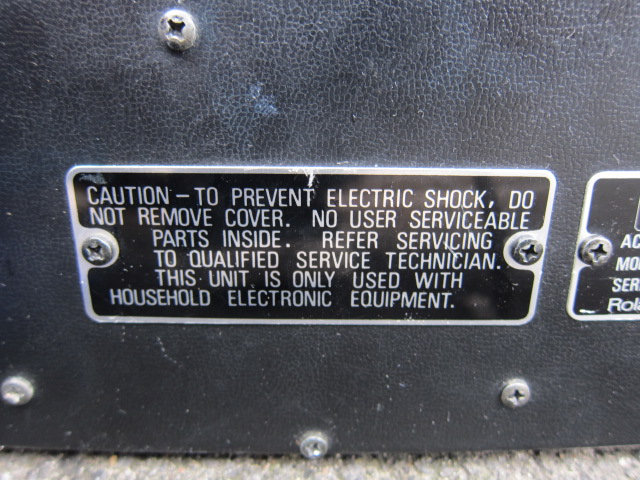 CAUTION – TO PREVENT ELECTRIC SHOCK, DO
NOT REMOVE COVER. NO USER SERVICEABLE
PARTS INSIDE. REFER SERVICING
TO QUALIFIED SERVICE TECHNICIAN.
THIS UNIT IS ONLY USED WITH
HOUSEHOLD ELECTRONIC EQUIPMENT.